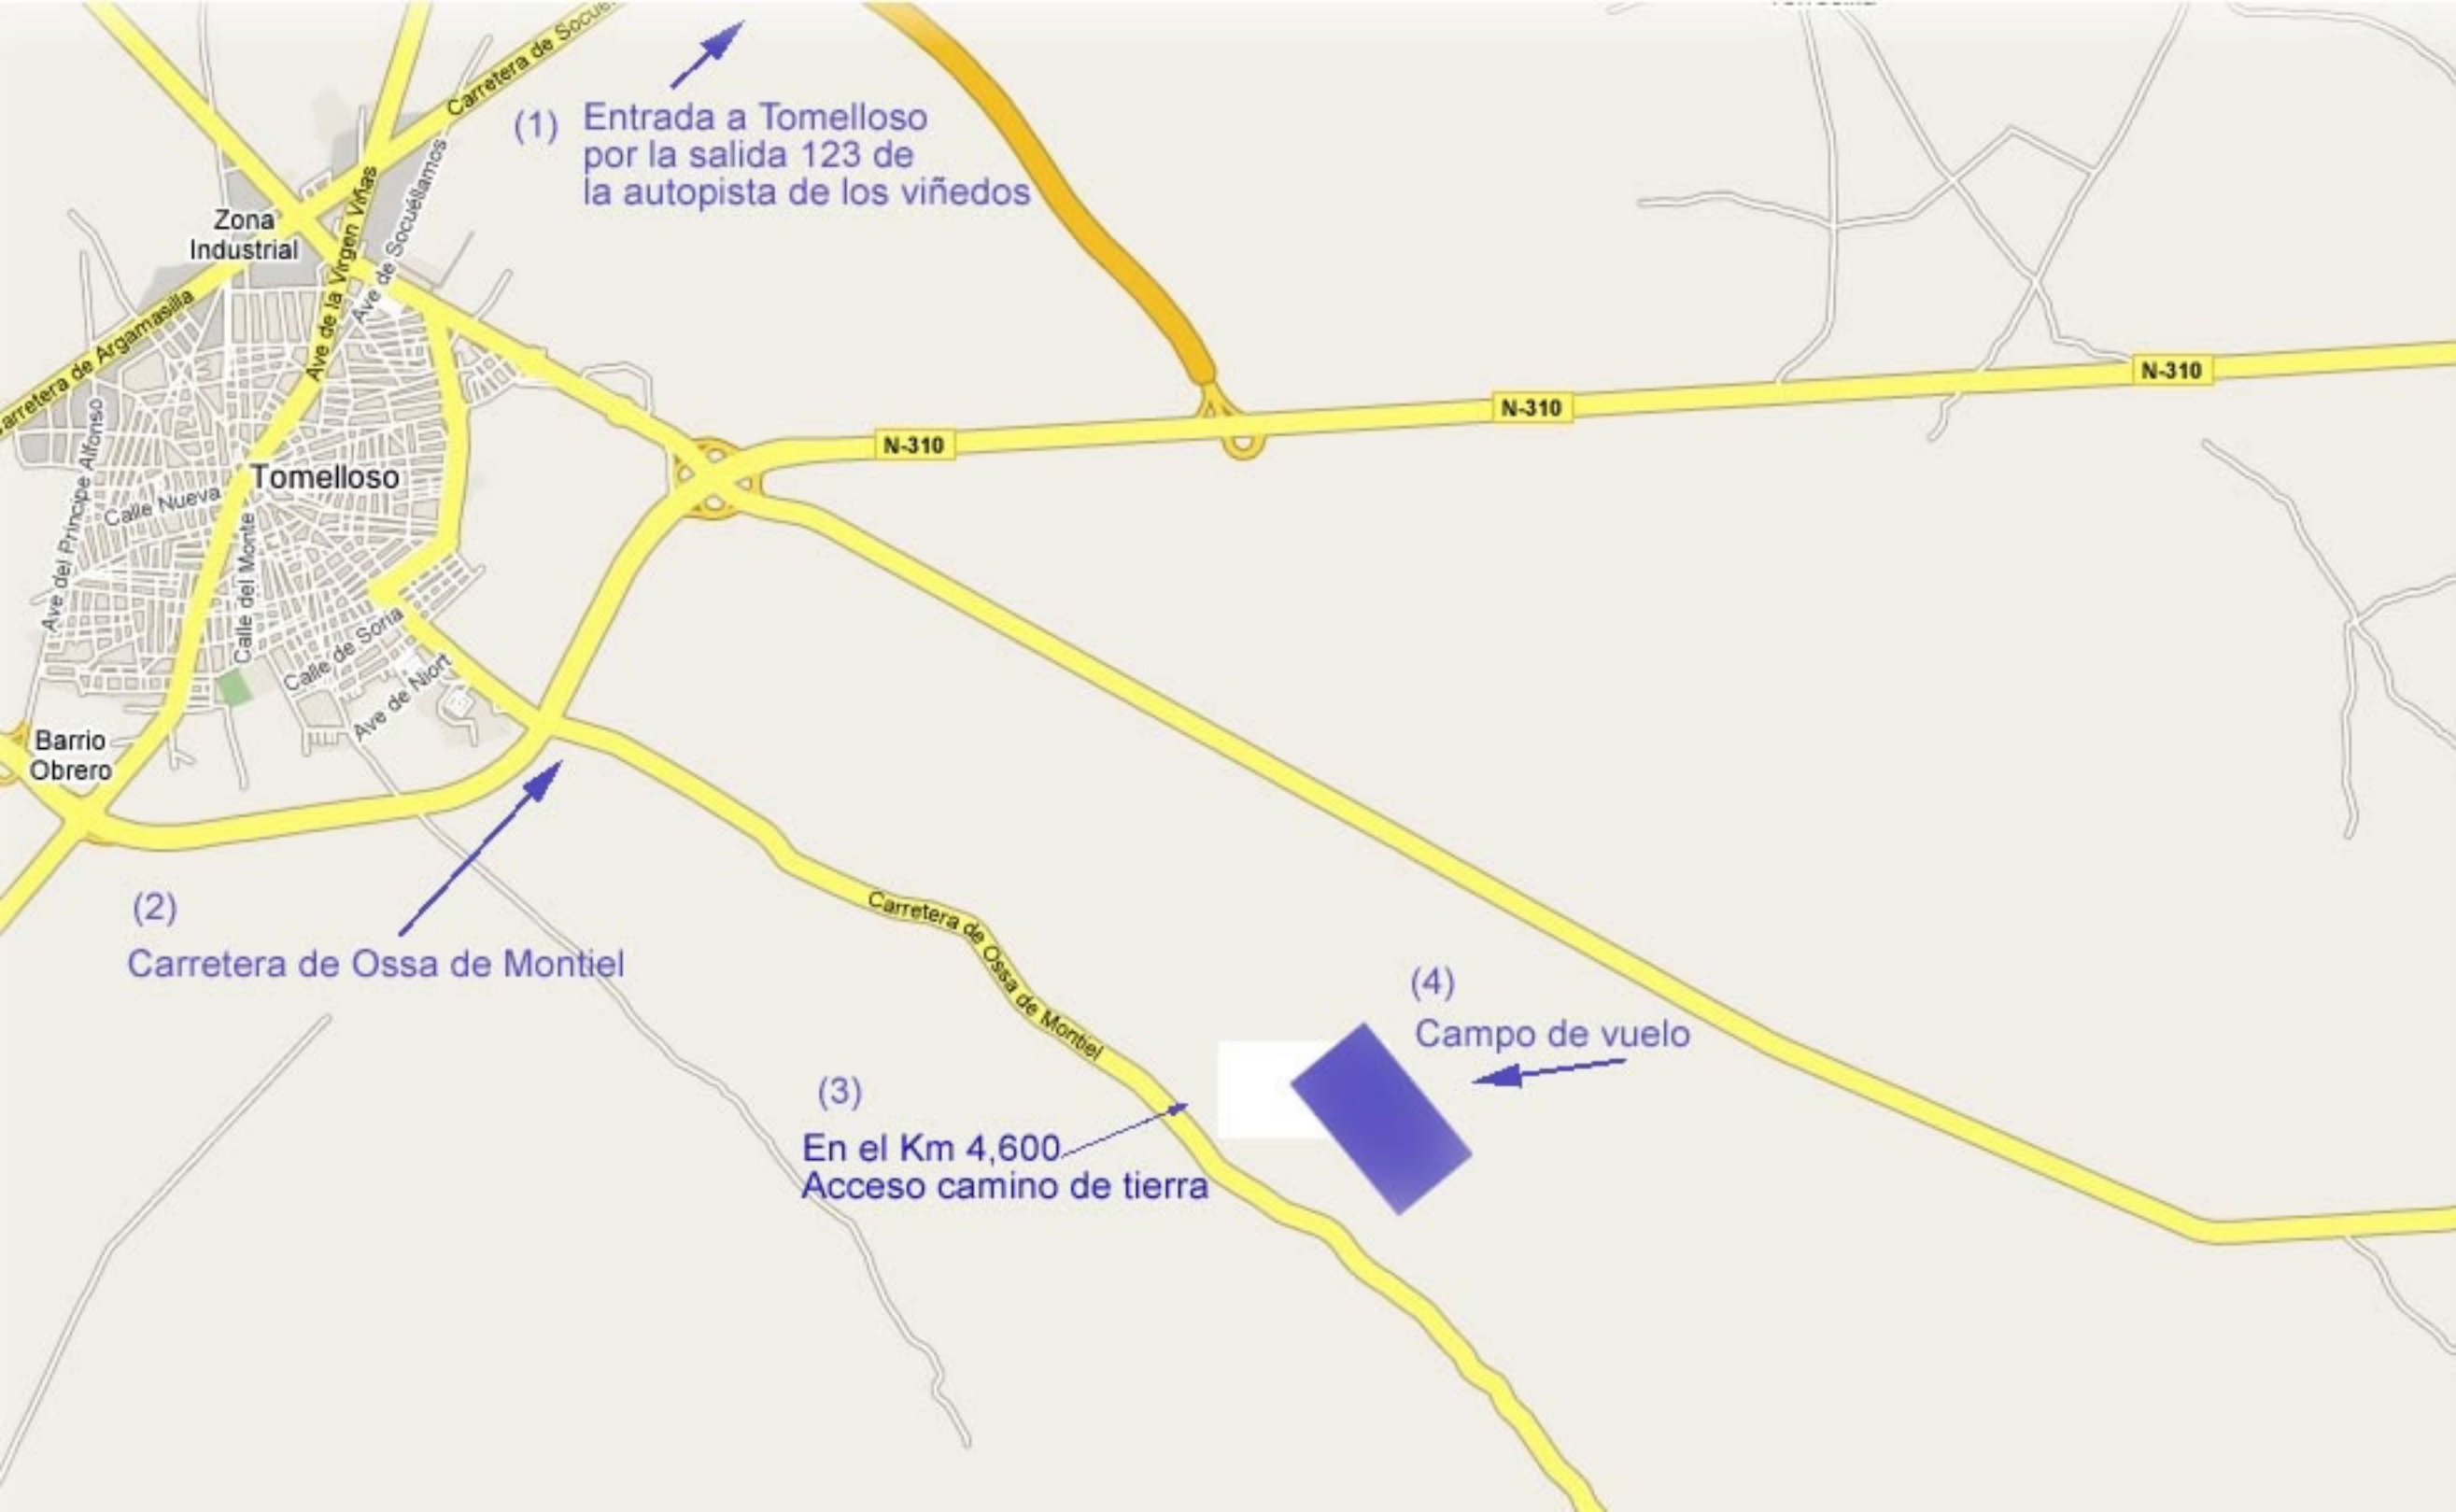 Carretera de
(1)
Entrada a Tomelloso
por la salida 123 de
la autopista de los viñedos
Zona
Industrial
Ave de la Virgen Viñas
Ave de Socuéllamos
Carretera de Argamasilla
N-310
N-310
N-310
Tomelloso
Calle Nueva
Ave del Principe Alfonso
Calle del Monte
Calle de Soria
Ave de Niort
Barrio
Obrero
(2)
Carretera de Ossa de Montiel
Carretera de Ossa de Montiel
(3)
En el Km 4,600
Acceso camino de tierra
(4)
Campo de vuelo